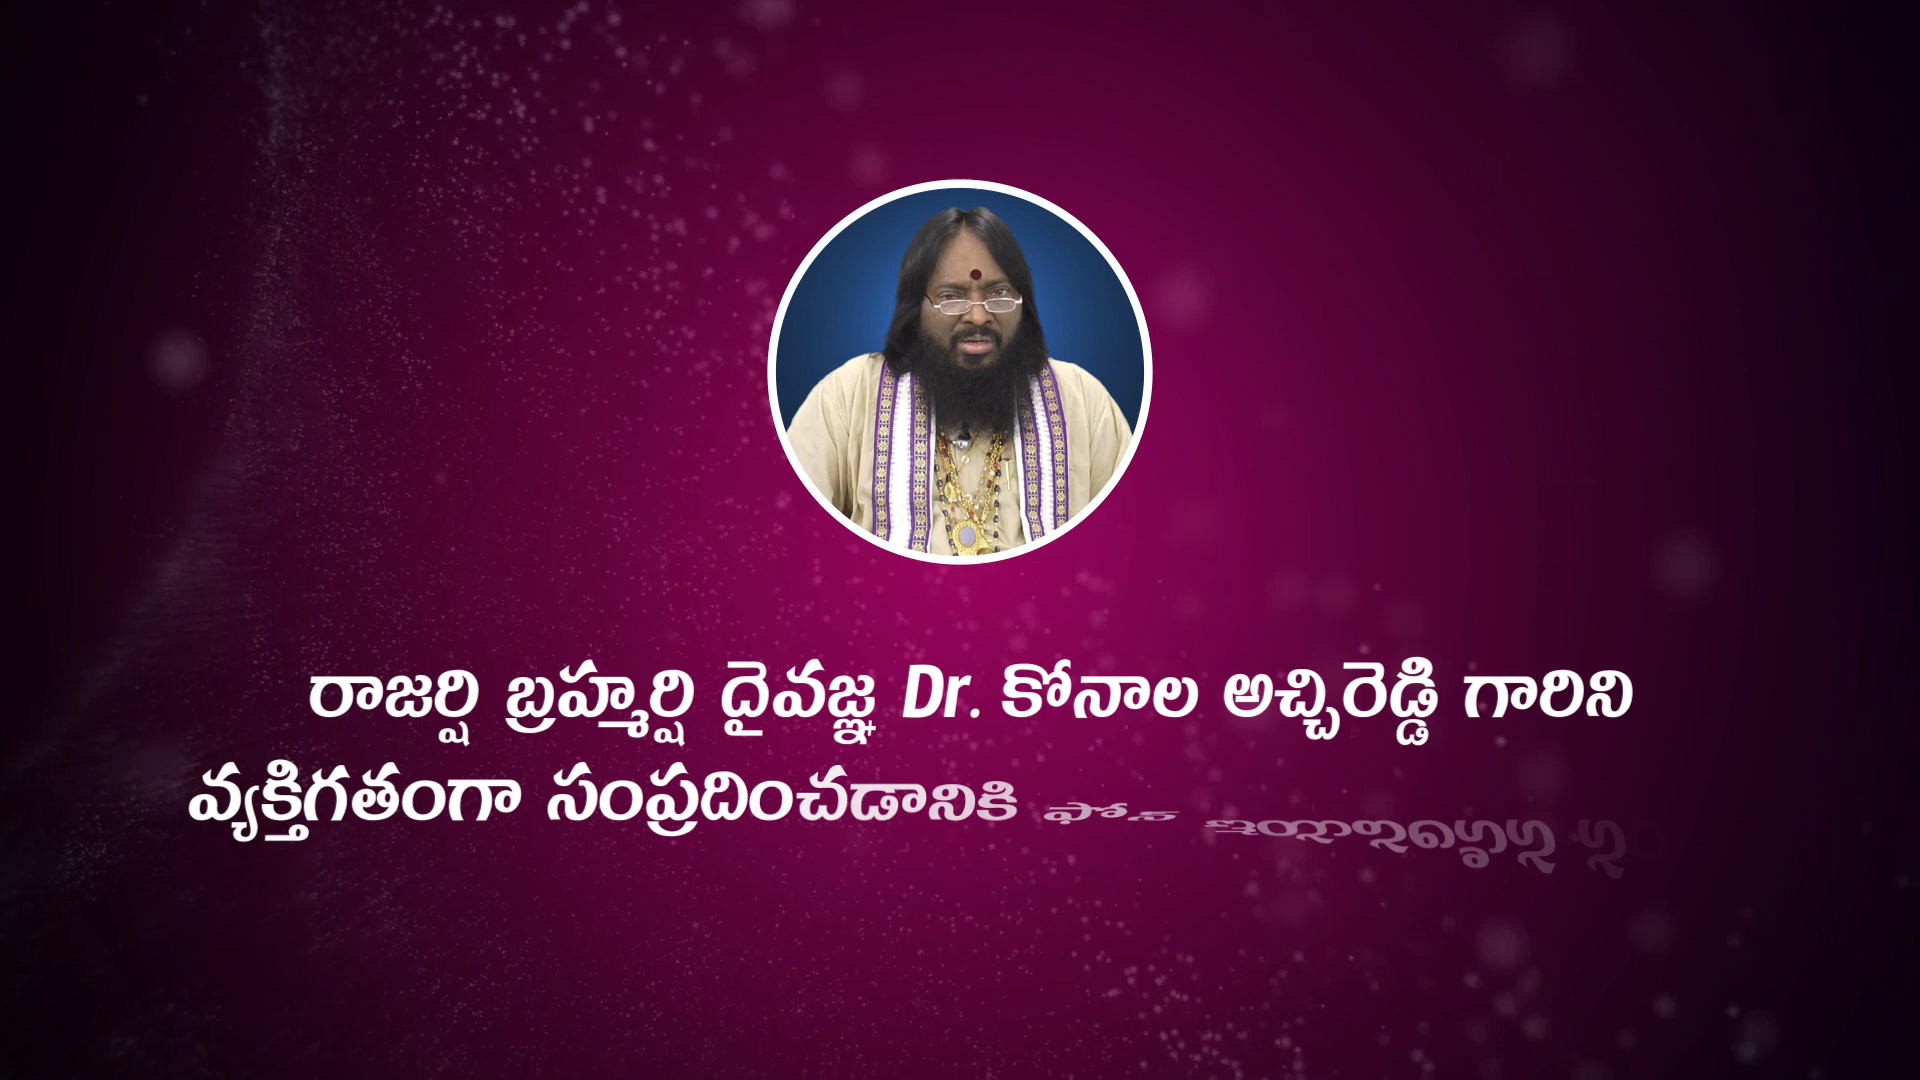 రాజర్షి బ్రహ్మర్షి దైవజ్ఞ Dr. కోనాల అచ్చిరెడ్డి గారిని
వ్యక్తిగతంగా సంప్రదించడానికి ఫోన్